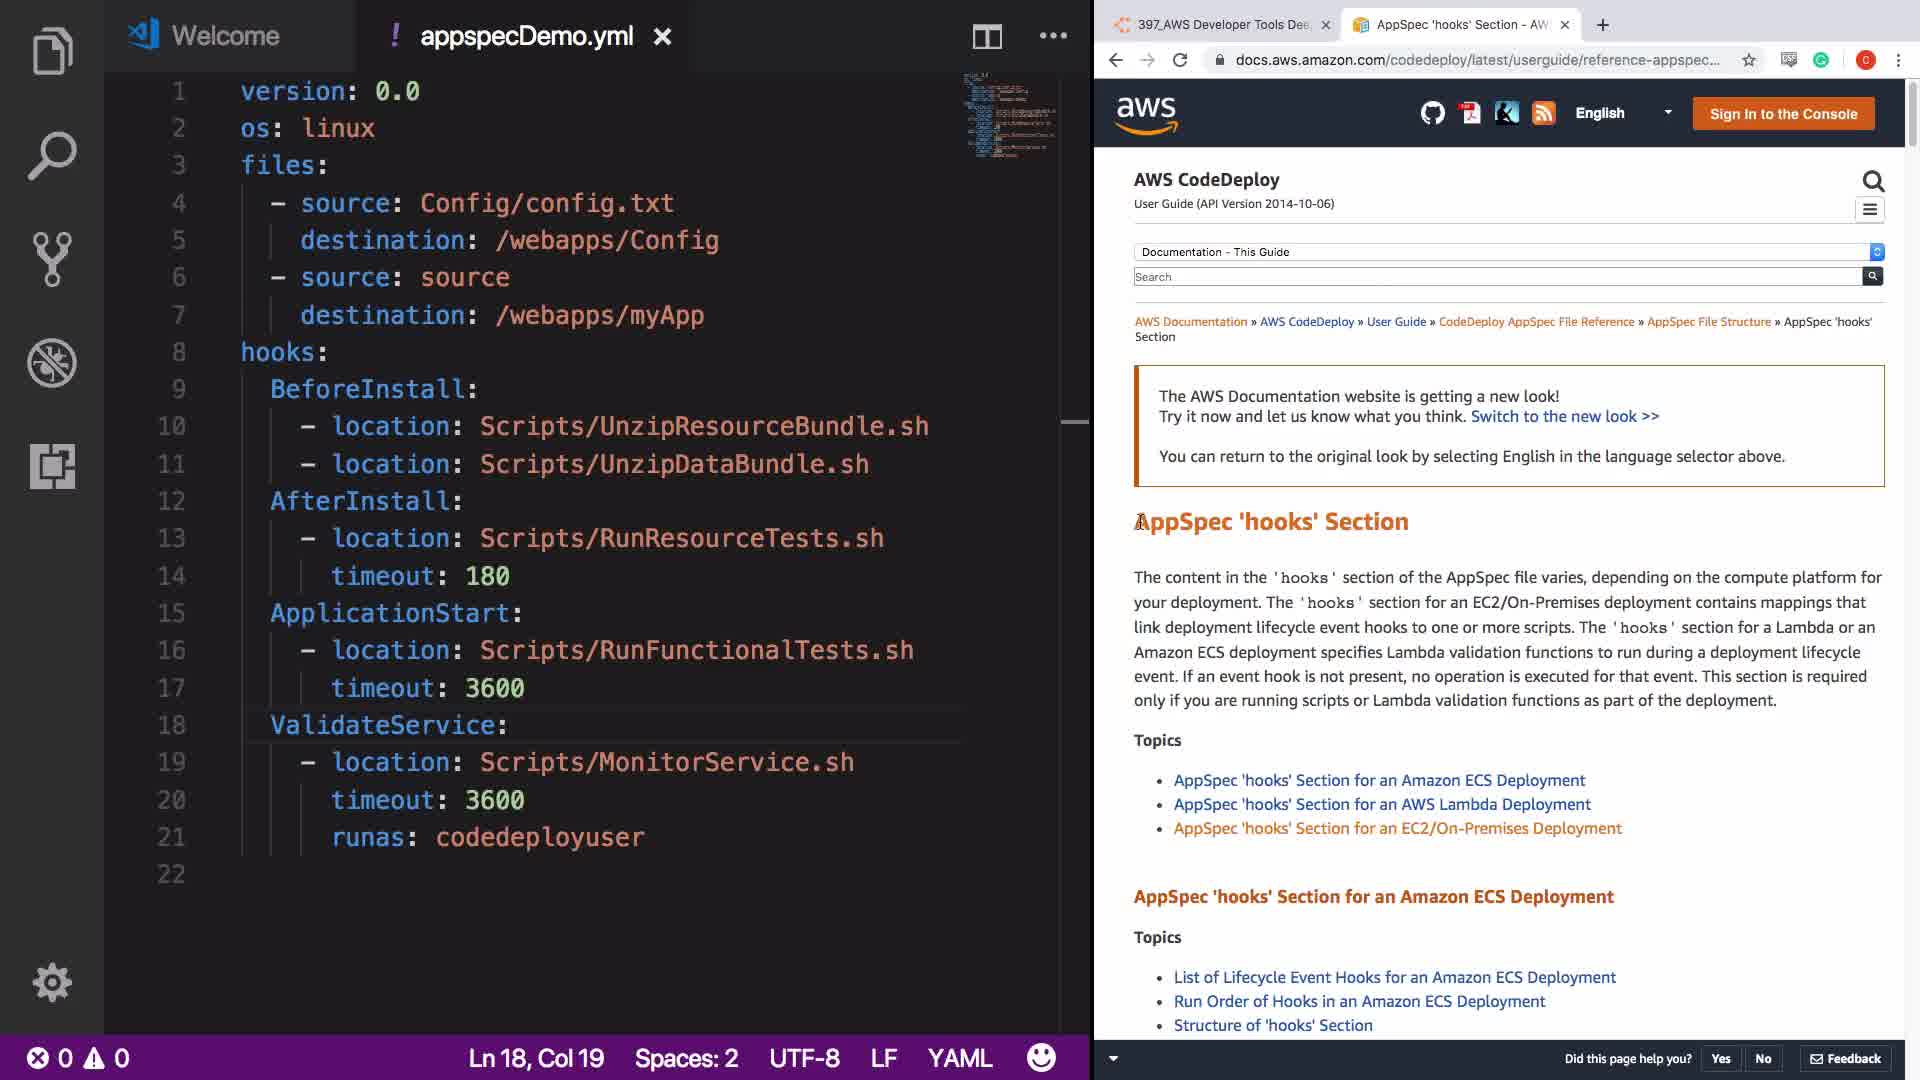 Welcome
! appspecDemo.yml
1 version: 0.0
2 os: linux
3 files:
4 - source: Config/config.txt
5 destination: /webapps/Config
6 - source: source
7 destination: /webapps/myApp
8 hooks:
9 BeforeInstall:
10 - location: Scripts/UnzipResourceBundle.sh
11 - location: Scripts/UnzipDataBundle.sh
12 AfterInstall:
13 - location: Scripts/RunResourceTests.sh
14 timeout: 180
15 ApplicationStart:
16 - location: Scripts/RunFunctionalTests.sh
17 timeout: 3600
18 ValidateService:
19 - location: Scripts/MonitorService.sh
20 timeout: 3600
21 runas: codedeployuser
22
0 0 Ln 18, Col 19 Spaces: 2 UTF-8 LF YAML
397_AWS Developer Tools Dee
AppSpec 'hooks' Section - AW
docs.aws.amazon.com/codedeploy/latest/userguide/reference-appspec...
C
aws English Sign In to the Console
AWS CodeDeploy
User Guide (API Version 2014-10-06)
Documentation - This Guide
Search
AWS Documentation » AWS CodeDeploy » User Guide » CodeDeploy AppSpec File Reference » AppSpec File Structure » AppSpec 'hooks'
Section
The AWS Documentation website is getting a new look!
Try it now and let us know what you think. Switch to the new look >>
You can return to the original look by selecting English in the language selector above.
AppSpec 'hooks' Section
The content in the 'hooks' section of the AppSpec file varies, depending on the compute platform for
your deployment. The 'hooks' section for an EC2/On-Premises deployment contains mappings that
link deployment lifecycle event hooks to one or more scripts. The 'hooks' section for a Lambda or an
Amazon ECS deployment specifies Lambda validation functions to run during a deployment lifecycle
event. If an event hook is not present, no operation is executed for that event. This section is required
only if you are running scripts or Lambda validation functions as part of the deployment.
Topics
• AppSpec 'hooks' Section for an Amazon ECS Deployment
• AppSpec 'hooks' Section for an AWS Lambda Deployment
• AppSpec 'hooks' Section for an EC2/On-Premises Deployment
AppSpec 'hooks' Section for an Amazon ECS Deployment
Topics
• List of Lifecycle Event Hooks for an Amazon ECS Deployment
• Run Order of Hooks in an Amazon ECS Deployment
• Structure of 'hooks' Section
Did this page help you? Yes No Feedback